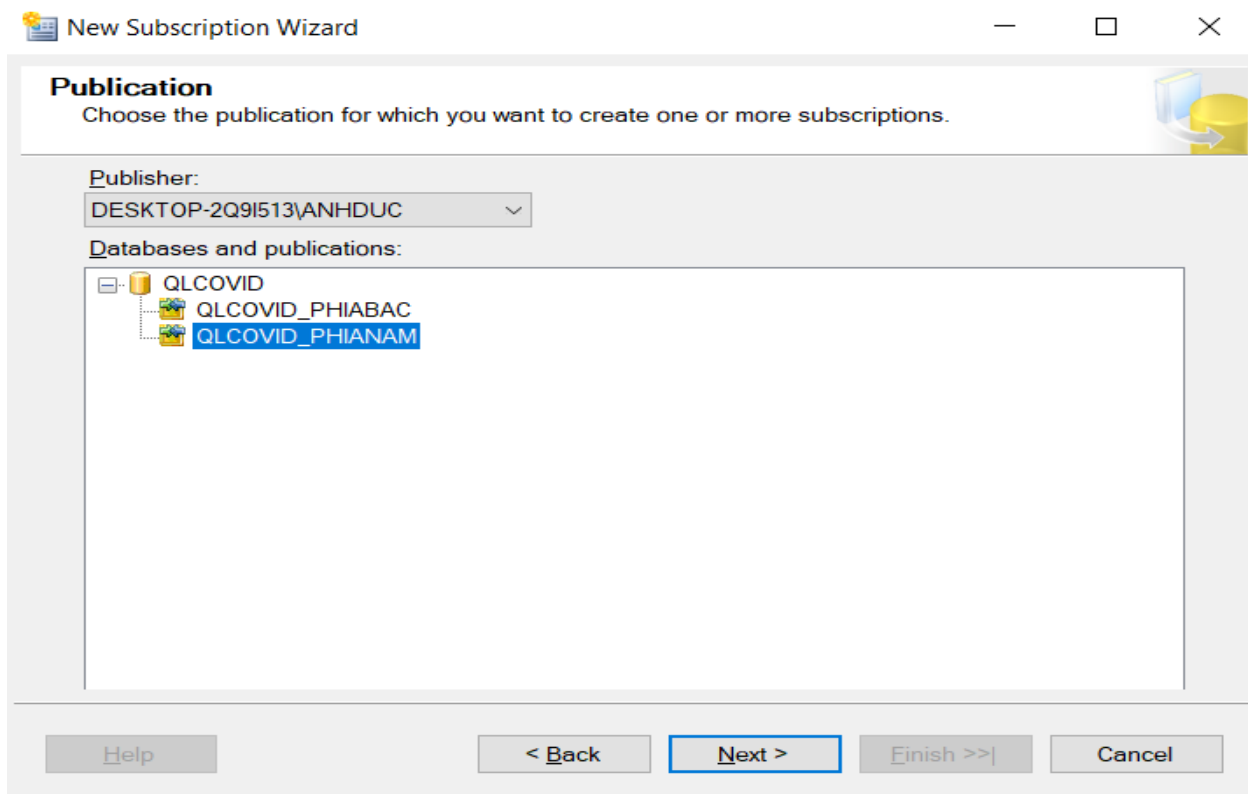 New Subscription Wizard
Publication
Choose the publication for which you want to create one or more subscriptions.
Publisher:
DESKTOP-2Q9I513\ANHDUC
Databases and publications:
QLCOVID
QLCOVID_PHIABAC
QLCOVID_PHIANAM
Help
< Back
Next >
Finish >>|
Cancel